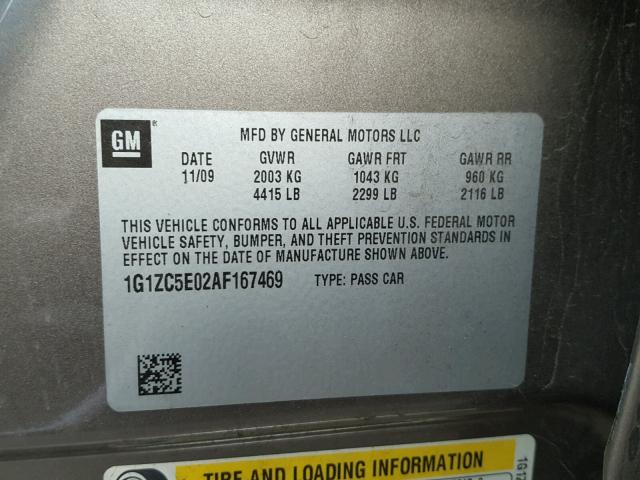 GM
MFD BY GENERAL MOTORS LLC
DATE GVWR GAWR FRT GAWR RR
11/09 2003 KG 1043 KG 960 KG
4415 LB 2299 LB 2116 LB
THIS VEHICLE CONFORMS TO ALL APPLICABLE U.S. FEDERAL MOTOR
VEHICLE SAFETY, BUMPER, AND THEFT PREVENTION STANDARDS IN
EFFECT ON THE DATE OF MANUFACTURE SHOWN ABOVE.
1G1ZC5E02AF167469 TYPE: PASS CAR
TIRE AND LOADING INFORMATION